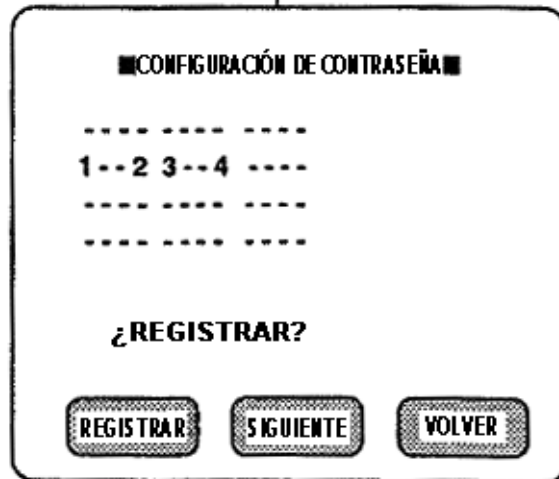 ■CONFIGURACIÓN DE CONTRASEÑA■
---- ---- ----
1--2 3--4 ----
---- ---- ----
---- ---- ----
¿REGISTRAR?
REGISTRAR SIGUIENTE VOLVER